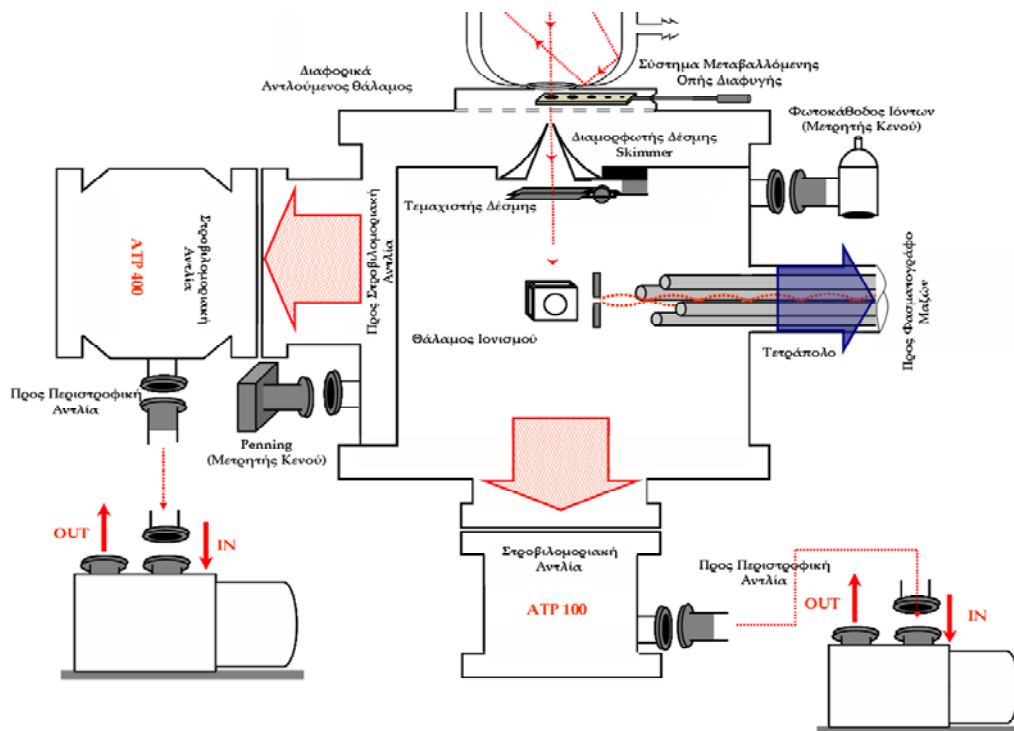 Διαφορικά
Αντλούμενος θάλαμος
Σύστημα Μεταβαλλόμενης
Οπής Διαφυγής
Φωτοκάθοδος Ιόντων
(Μετρητής Κενού)
Διαμορφωτής Δέσμης
Skimmer
Τεμαχιστής Δέσμης
Στροβιλομοριακή
Αντλία
ATP 400
Προς Στροβιλομοριακή
Αντλία
Θάλαμος Ιονισμού
Τετράπολο
Προς Φασματογράφο
Μαζών
Προς Περιστροφική
Αντλία
Penning
(Μετρητής Κενού)
OUT
IN
Στροβιλομοριακή
Αντλία
ATP 100
Προς Περιστροφική
Αντλία
OUT
IN